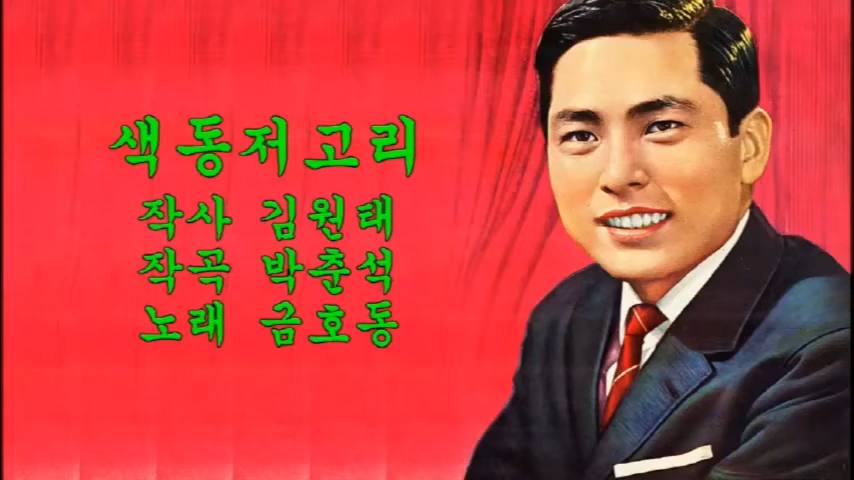 색동저고리
작사 김원태
작곡 박춘석
노래 금호동